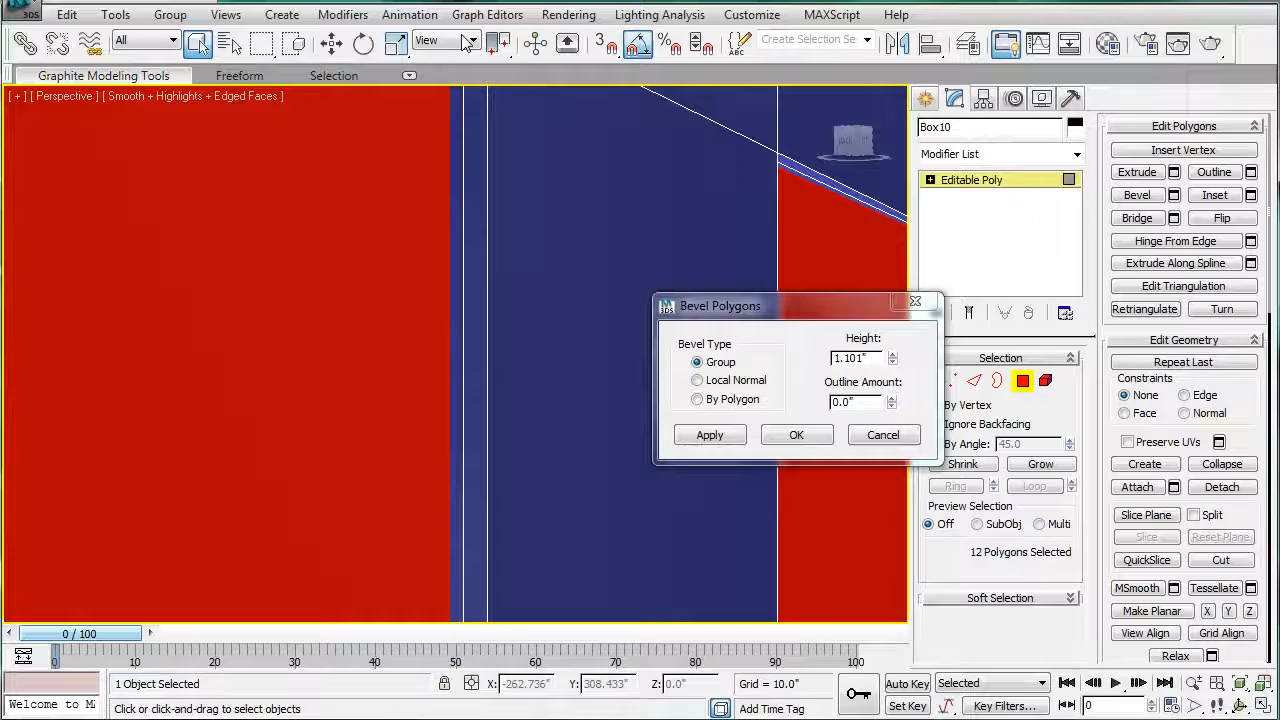 3DS Edit Tools Group Views Create Modifiers Animation Graph Editors Rendering Lighting Analysis Customize MAXScript Help
All View 3 % ABC Create Selection Se
Graphite Modeling Tools Freeform Selection
[ + ] [ Perspective ] [ Smooth + Highlights + Edged Faces ]
Box10
Modifier List
Editable Poly
Edit Polygons
Insert Vertex
Extrude Outline
Bevel Inset
Bridge Flip
Hinge From Edge
Extrude Along Spline
Edit Triangulation
Retriangulate Turn
Bevel Polygons
Bevel Type
Group
Local Normal
By Polygon
Height:
1.101"
Outline Amount:
0.0"
Apply OK Cancel
Selection
By Vertex
Ignore Backfacing
By Angle: 45.0
Shrink Grow
Ring Loop
Preview Selection
Off SubObj Multi
12 Polygons Selected
Soft Selection
Edit Geometry
Repeat Last
Constraints
None Edge
Face Normal
Preserve UVs
Create Collapse
Attach Detach
Slice Plane Split
Slice Reset Plane
QuickSlice Cut
MSmooth Tessellate
Make Planar X Y Z
View Align Grid Align
Relax
0 / 100
0 10 20 30 40 50 60 70 80 90 100
1 Object Selected X: -262.736" Y: 308.433" Z: 0.0" Grid = 10.0" Auto Key Selected
Welcome to M Click or click-and-drag to select objects Add Time Tag Set Key Key Filters... 0